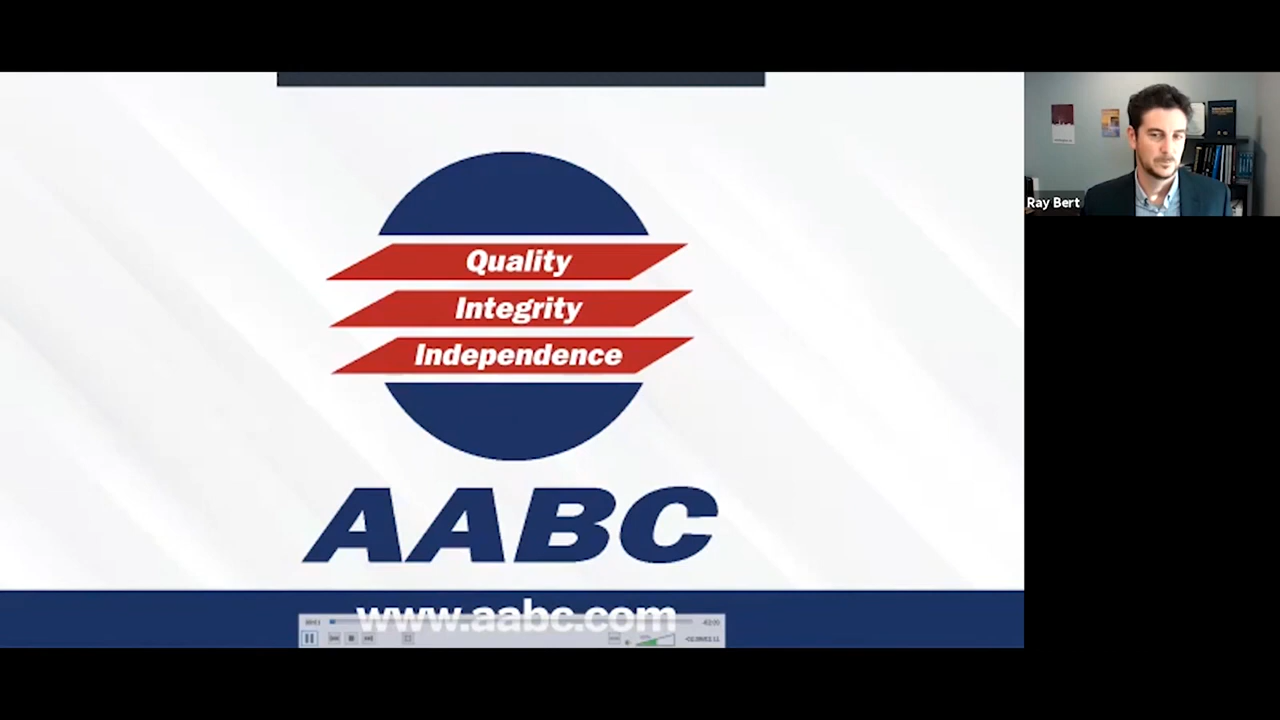 Quality
Integrity
Independence
AABC
www.aabc.com
Ray Bert